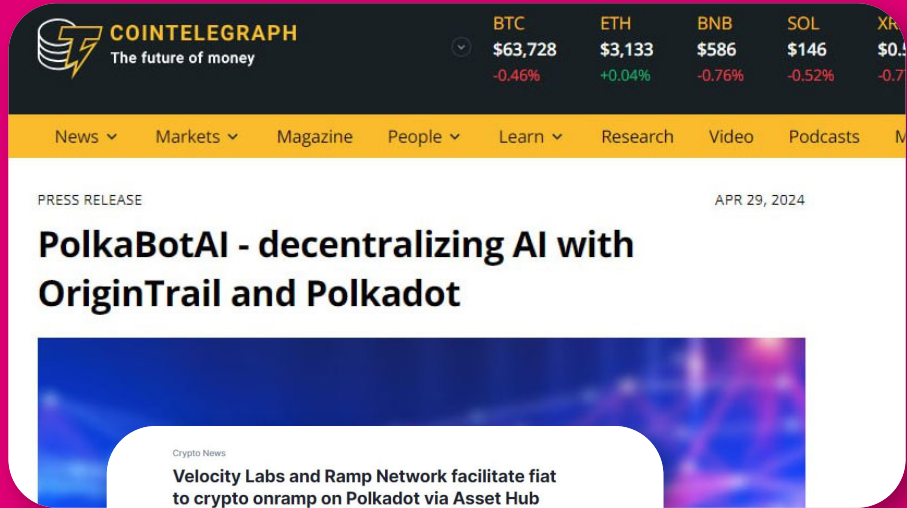 COINTELEGRAPH
The future of money
BTC ETH BNB SOL
$63,728 $3,133 $586 $146
-0.46% +0.04% -0.76% -0.52%
News Markets Magazine People Learn Research Video Podcasts
PRESS RELEASE APR 29, 2024
PolkaBotAI - decentralizing AI with
OriginTrail and Polkadot
Crypto News
Velocity Labs and Ramp Network facilitate fiat
to crypto onramp on Polkadot via Asset Hub